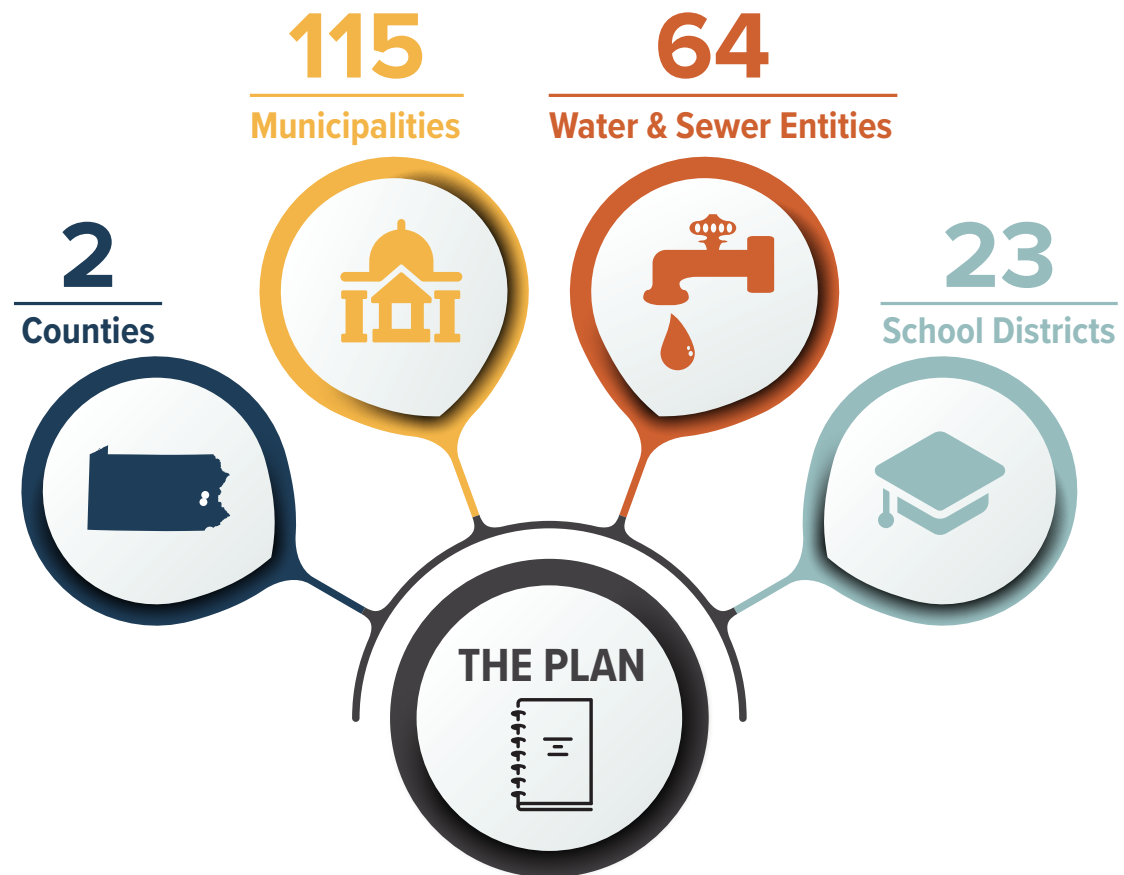 115
Municipalities
64
Water & Sewer Entities
2
Counties
23
School Districts
THE PLAN